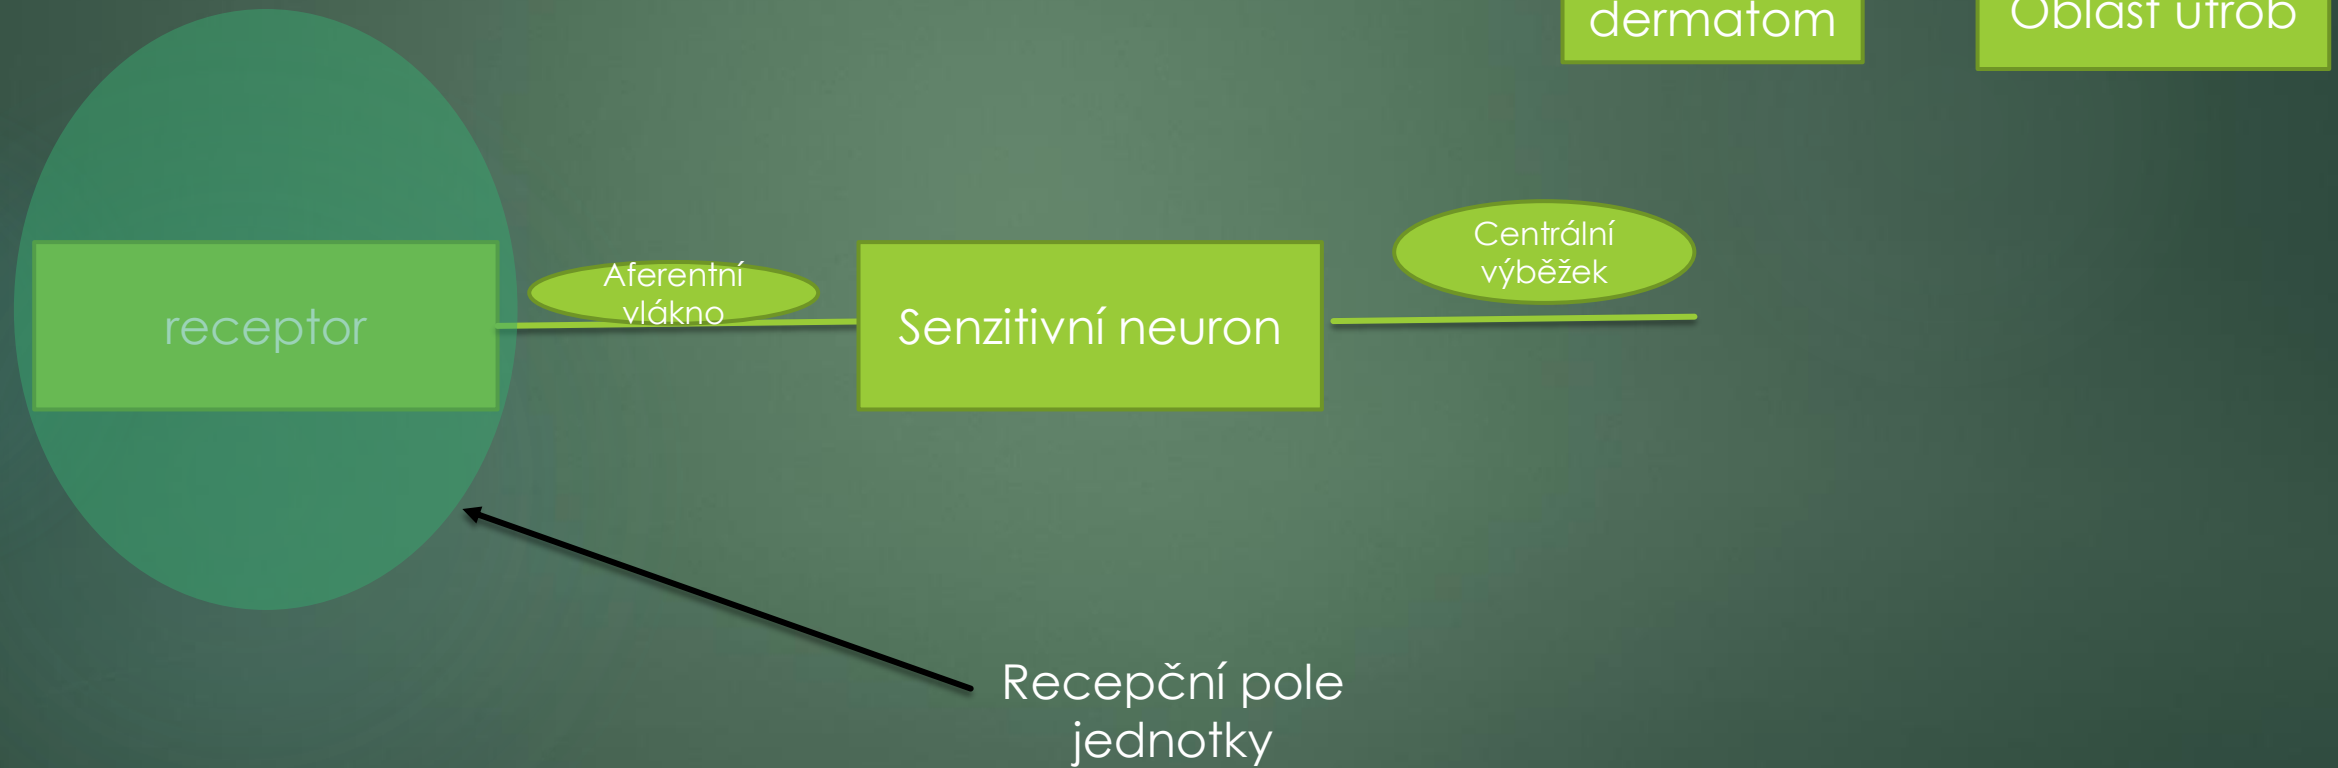 dermatom
Oblast útrob
Centrální
výběžek
Aferentní
vlákno
receptor
Senzitivní neuron
Recepční pole
jednotky